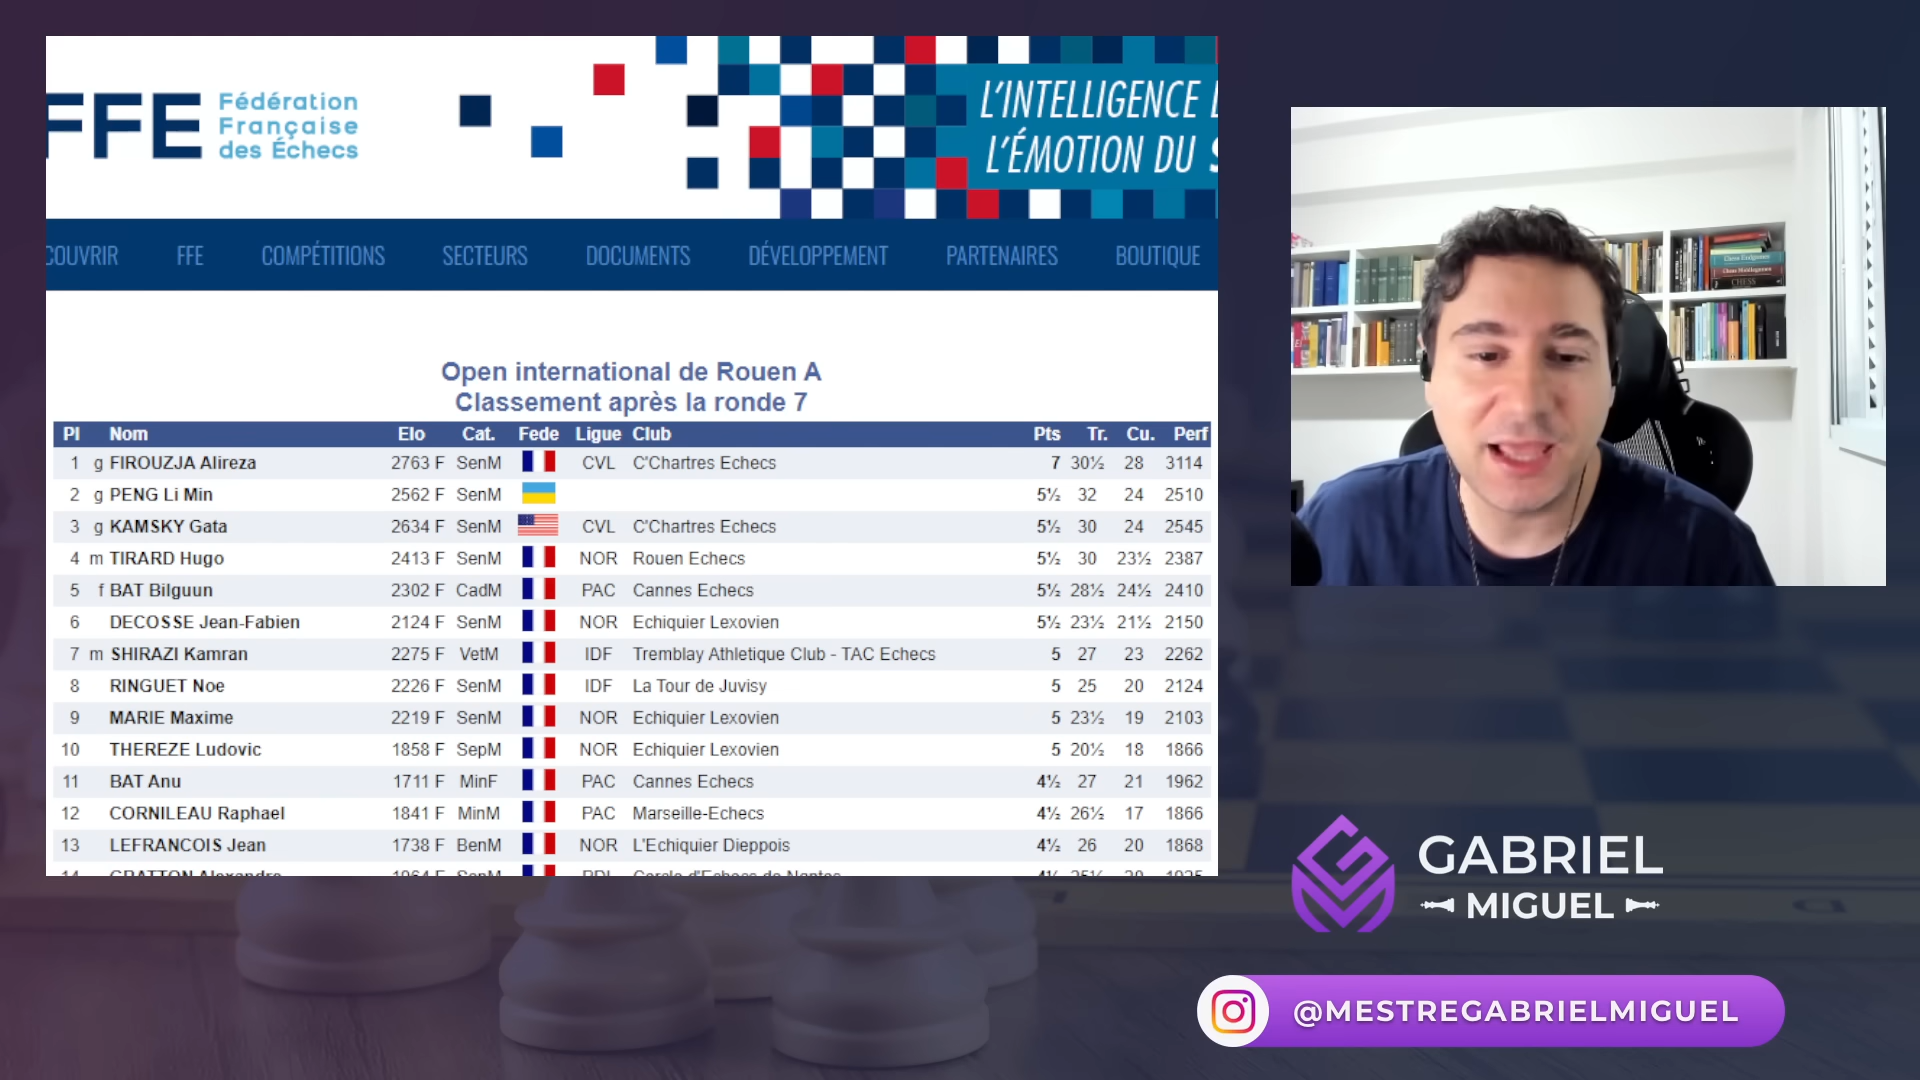 FFE Fédération
Française
des Échecs
L'INTELLIGENCE
L'ÉMOTION DU
COUVRIR FFE COMPÉTITIONS SECTEURS DOCUMENTS DÉVELOPPEMENT PARTENAIRES BOUTIQUE
Open international de Rouen A
Classement après la ronde 7
Pl Nom Elo Cat. Fede Ligue Club Pts Tr. Cu. Perf
1 g FIROUZJA Alireza 2763 F SenM CVL C'Chartres Echecs 7 30½ 28 3114
2 g PENG Li Min 2562 F SenM 5½ 32 24 2510
3 g KAMSKY Gata 2634 F SenM CVL C'Chartres Echecs 5½ 30 24 2545
4 m TIRARD Hugo 2413 F SenM NOR Rouen Echecs 5½ 30 23½ 2387
5 f BAT Bilguun 2302 F CadM PAC Cannes Echecs 5½ 28½ 24½ 2410
6 DECOSSE Jean-Fabien 2124 F SenM NOR Echiquier Lexovien 5½ 23½ 21½ 2150
7 m SHIRAZI Kamran 2275 F VetM IDF Tremblay Athletique Club - TAC Echecs 5 27 23 2262
8 RINGUET Noe 2226 F SenM IDF La Tour de Juvisy 5 25 20 2124
9 MARIE Maxime 2219 F SenM NOR Echiquier Lexovien 5 23½ 19 2103
10 THEREZE Ludovic 1858 F SepM NOR Echiquier Lexovien 5 20½ 18 1866
11 BAT Anu 1711 F MinF PAC Cannes Echecs 4½ 27 21 1962
12 CORNILEAU Raphael 1841 F MinM PAC Marseille-Echecs 4½ 26½ 17 1866
13 LEFRANCOIS Jean 1738 F BenM NOR L'Echiquier Dieppois 4½ 26 20 1868
Chess Endgames
Chess Middlegames
CHESS
GABRIEL
MIGUEL
@MESTREGABRIELMIGUEL